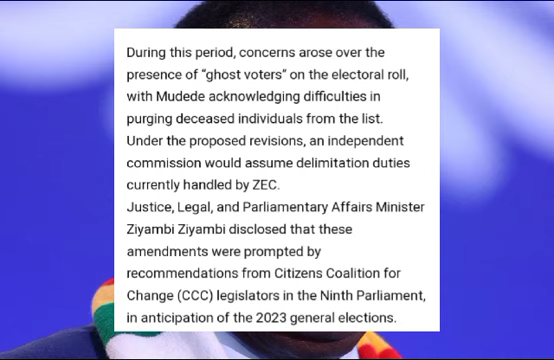 During this period, concerns arose over the
presence of “ghost voters” on the electoral roll,
with Mudede acknowledging difficulties in
purging deceased individuals from the list.
Under the proposed revisions, an independent
commission would assume delimitation duties
currently handled by ZEC.
Justice, Legal, and Parliamentary Affairs Minister
Ziyambi Ziyambi disclosed that these
amendments were prompted by
recommendations from Citizens Coalition for
Change (CCC) legislators in the Ninth Parliament,
in anticipation of the 2023 general elections.